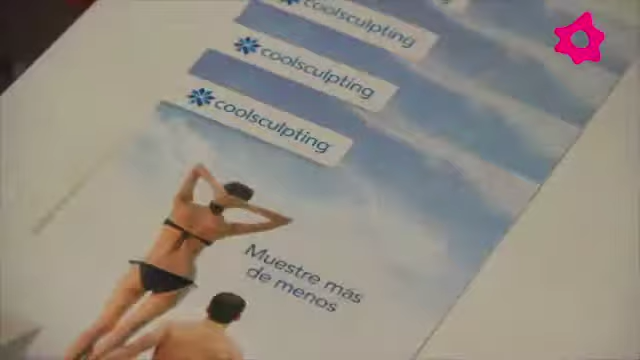 coolsculpting
coolsculpting
coolsculpting
Muestre más
de menos